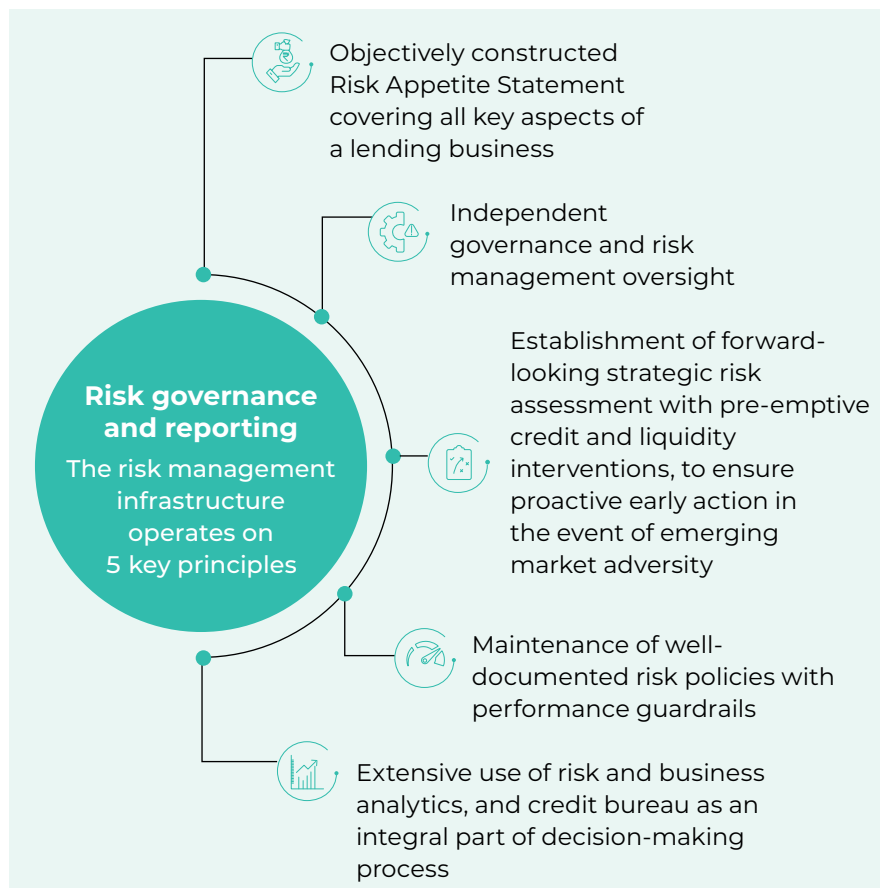 Objectively constructed
Risk Appetite Statement
covering all key aspects of
a lending business
Independent
governance and risk
management oversight
Risk governance
and reporting
The risk management
infrastructure
operates on
5 key principles
Establishment of forward-
looking strategic risk
assessment with pre-emptive
credit and liquidity
interventions, to ensure
proactive early action in
the event of emerging
market adversity
Maintenance of well-
documented risk policies with
performance guardrails
Extensive use of risk and business
analytics, and credit bureau as an
integral part of decision-making
process